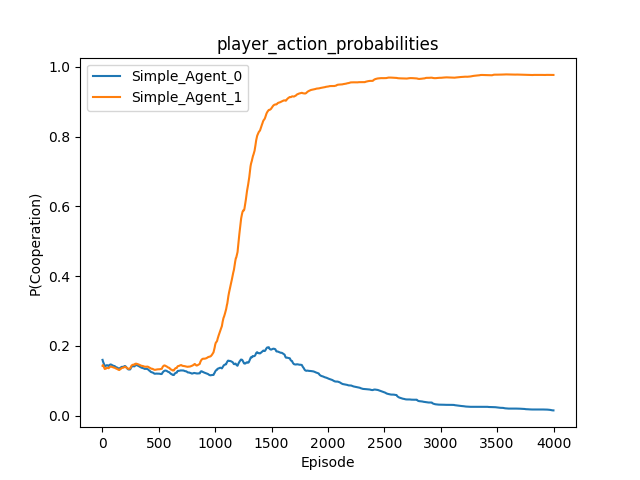 player_action_probabilities
Simple_Agent_0
Simple_Agent_1
P(Cooperation)
1.0
0.8
0.6
0.4
0.2
0.0
0 500 1000 1500 2000 2500 3000 3500 4000
Episode